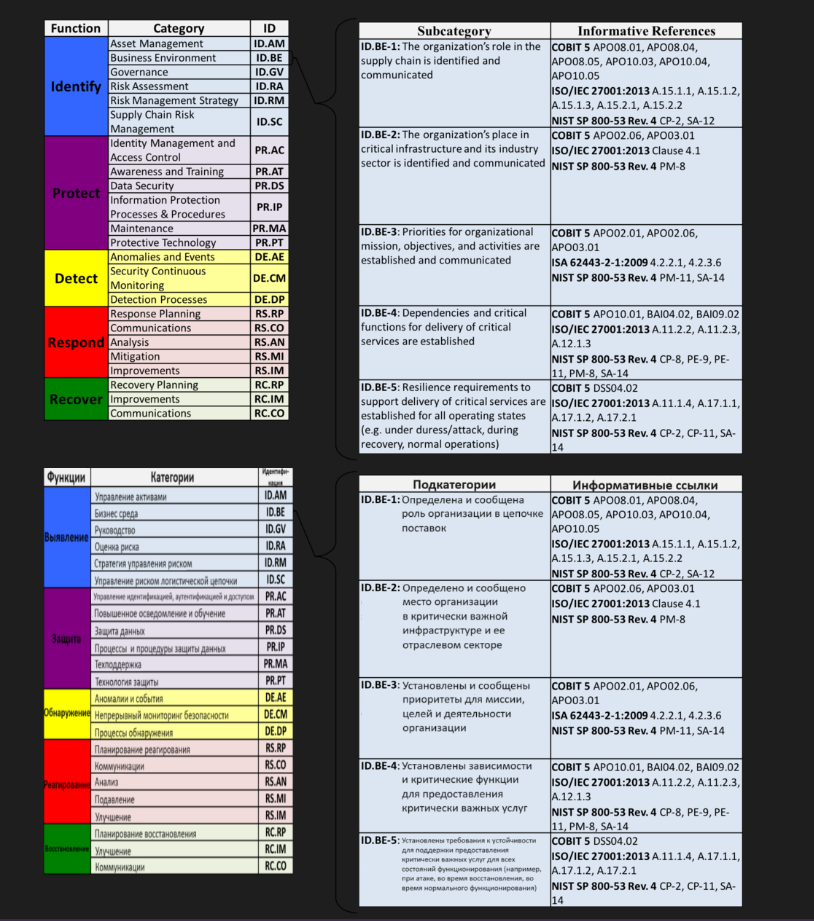 Function Category ID
Identify
Asset Management ID.AM
Business Environment ID.BE
Governance ID.GV
Risk Assessment ID.RA
Risk Management Strategy ID.RM
Supply Chain Risk
Management ID.SC
Protect
Identity Management and
Access Control PR.AC
Awareness and Training PR.AT
Data Security PR.DS
Information Protection
Processes & Procedures PR.IP
Maintenance PR.MA
Protective Technology PR.PT
Detect
Anomalies and Events DE.AE
Security Continuous
Monitoring DE.CM
Detection Processes DE.DP
Respond
Response Planning RS.RP
Communications RS.CO
Analysis RS.AN
Mitigation RS.MI
Improvements RS.IM
Recover
Recovery Planning RC.RP
Improvements RC.IM
Communications RC.CO
Subcategory Informative References
ID.BE-1: The organization's role in the
supply chain is identified and
communicated
COBIT 5 APO08.01, APO08.04,
APO08.05, APO10.03, APO10.04,
APO10.05
ISO/IEC 27001:2013 A.15.1.1, A.15.1.2,
A.15.1.3, A.15.2.1, A.15.2.2
NIST SP 800-53 Rev. 4 CP-2, SA-12
ID.BE-2: The organization's place in
critical infrastructure and its industry
sector is identified and communicated
COBIT 5 APO02.06, APO03.01
ISO/IEC 27001:2013 Clause 4.1
NIST SP 800-53 Rev. 4 PM-8
ID.BE-3: Priorities for organizational
mission, objectives, and activities are
established and communicated
COBIT 5 APO02.01, APO02.06,
APO03.01
ISA 62443-2-1:2009 4.2.2.1, 4.2.3.6
NIST SP 800-53 Rev. 4 PM-11, SA-14
ID.BE-4: Dependencies and critical
functions for delivery of critical
services are established
COBIT 5 APO10.01, BAI04.02, BAI09.02
ISO/IEC 27001:2013 A.11.2.2, A.11.2.3,
A.12.1.3
NIST SP 800-53 Rev. 4 CP-8, PE-9, PE-
11, PM-8, SA-14
ID.BE-5: Resilience requirements to
support delivery of critical services are
established for all operating states
(e.g. under duress/attack, during
recovery, normal operations)
COBIT 5 DSS04.02
ISO/IEC 27001:2013 A.11.1.4, A.17.1.1,
A.17.1.2, A.17.2.1
NIST SP 800-53 Rev. 4 CP-2, CP-11, SA-
14
Функции Категории Идентифи-
кация
Выявление
Управление активами ID.AM
Бизнес среда ID.BE
Руководство ID.GV
Оценка риска ID.RA
Стратегия управления риском ID.RM
Управление риском логистической цепочки ID.SC
Защита
Управление идентификацией, аутентификацией и доступом PR.AC
Повышенное осведомление и обучение PR.AT
Защита данных PR.DS
Процессы и процедуры защиты данных PR.IP
Техподдержка PR.MA
Технология защиты PR.PT
Обнаружение
Аномалии и события DE.AE
Непрерывный мониторинг безопасности DE.CM
Процессы обнаружения DE.DP
Реагирование
Планирование реагирования RS.RP
Коммуникации RS.CO
Анализ RS.AN
Подавление RS.MI
Улучшение RS.IM
Восстановление
Планирование восстановления RC.RP
Улучшение RC.IM
Коммуникации RC.CO
Подкатегории Информативные ссылки
ID.BE-1: Определена и сообщена
роль организации в цепочке
поставок
COBIT 5 APO08.01, APO08.04,
APO08.05, APO10.03, APO10.04,
APO10.05
ISO/IEC 27001:2013 A.15.1.1, A.15.1.2,
A.15.1.3, A.15.2.1, A.15.2.2
NIST SP 800-53 Rev. 4 CP-2, SA-12
ID.BE-2: Определено и сообщено
место организации
в критически важной
инфраструктуре и ее
отраслевом секторе
COBIT 5 APO02.06, APO03.01
ISO/IEC 27001:2013 Clause 4.1
NIST SP 800-53 Rev. 4 PM-8
ID.BE-3: Установлены и сообщены
приоритеты для миссии,
целей и деятельности
организации
COBIT 5 APO02.01, APO02.06,
APO03.01
ISA 62443-2-1:2009 4.2.2.1, 4.2.3.6
NIST SP 800-53 Rev. 4 PM-11, SA-14
ID.BE-4: Установлены зависимости
и критические функции
для предоставления
критически важных услуг
COBIT 5 APO10.01, BAI04.02, BAI09.02
ISO/IEC 27001:2013 A.11.2.2, A.11.2.3,
A.12.1.3
NIST SP 800-53 Rev. 4 CP-8, PE-9, PE-
11, PM-8, SA-14
ID.BE-5: Установлены требования к устойчивости
для поддержки предоставления
критически важных услуг для всех
состояний функционирования (например,
при атаке, во время восстановления, во
время нормального функционирования)
COBIT 5 DSS04.02
ISO/IEC 27001:2013 A.11.1.4, A.17.1.1,
A.17.1.2, A.17.2.1
NIST SP 800-53 Rev. 4 CP-2, CP-11, SA-
14